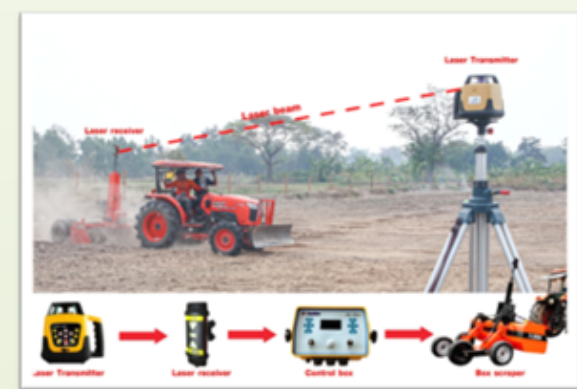 Laser Transmitter
Laser beam
Laser receiver
Laser Transmitter
Laser receiver
Control box
Box scraper